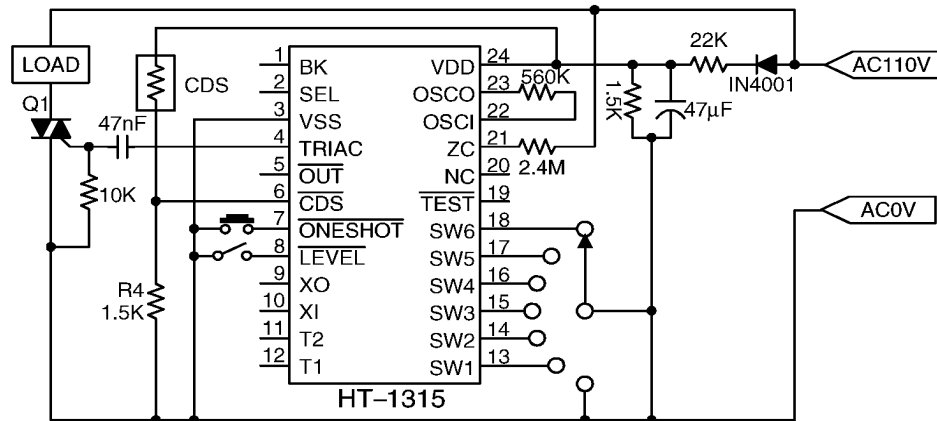 LOAD
Q1
47nF
10K
CDS
R4
1.5K
1 BK
2 SEL
3 VSS
4 TRIAC
5 OUT
6 CDS
7 ONESHOT
8 LEVEL
9 XO
10 XI
11 T2
12 T1
24 VDD
23 OSCO
22 OSCI
21 ZC
20 NC
19 TEST
18 SW6
17 SW5
16 SW4
15 SW3
14 SW2
13 SW1
HT–1315
560K
2.4M
1.5K
47µF
22K
IN4001
AC110V
AC0V